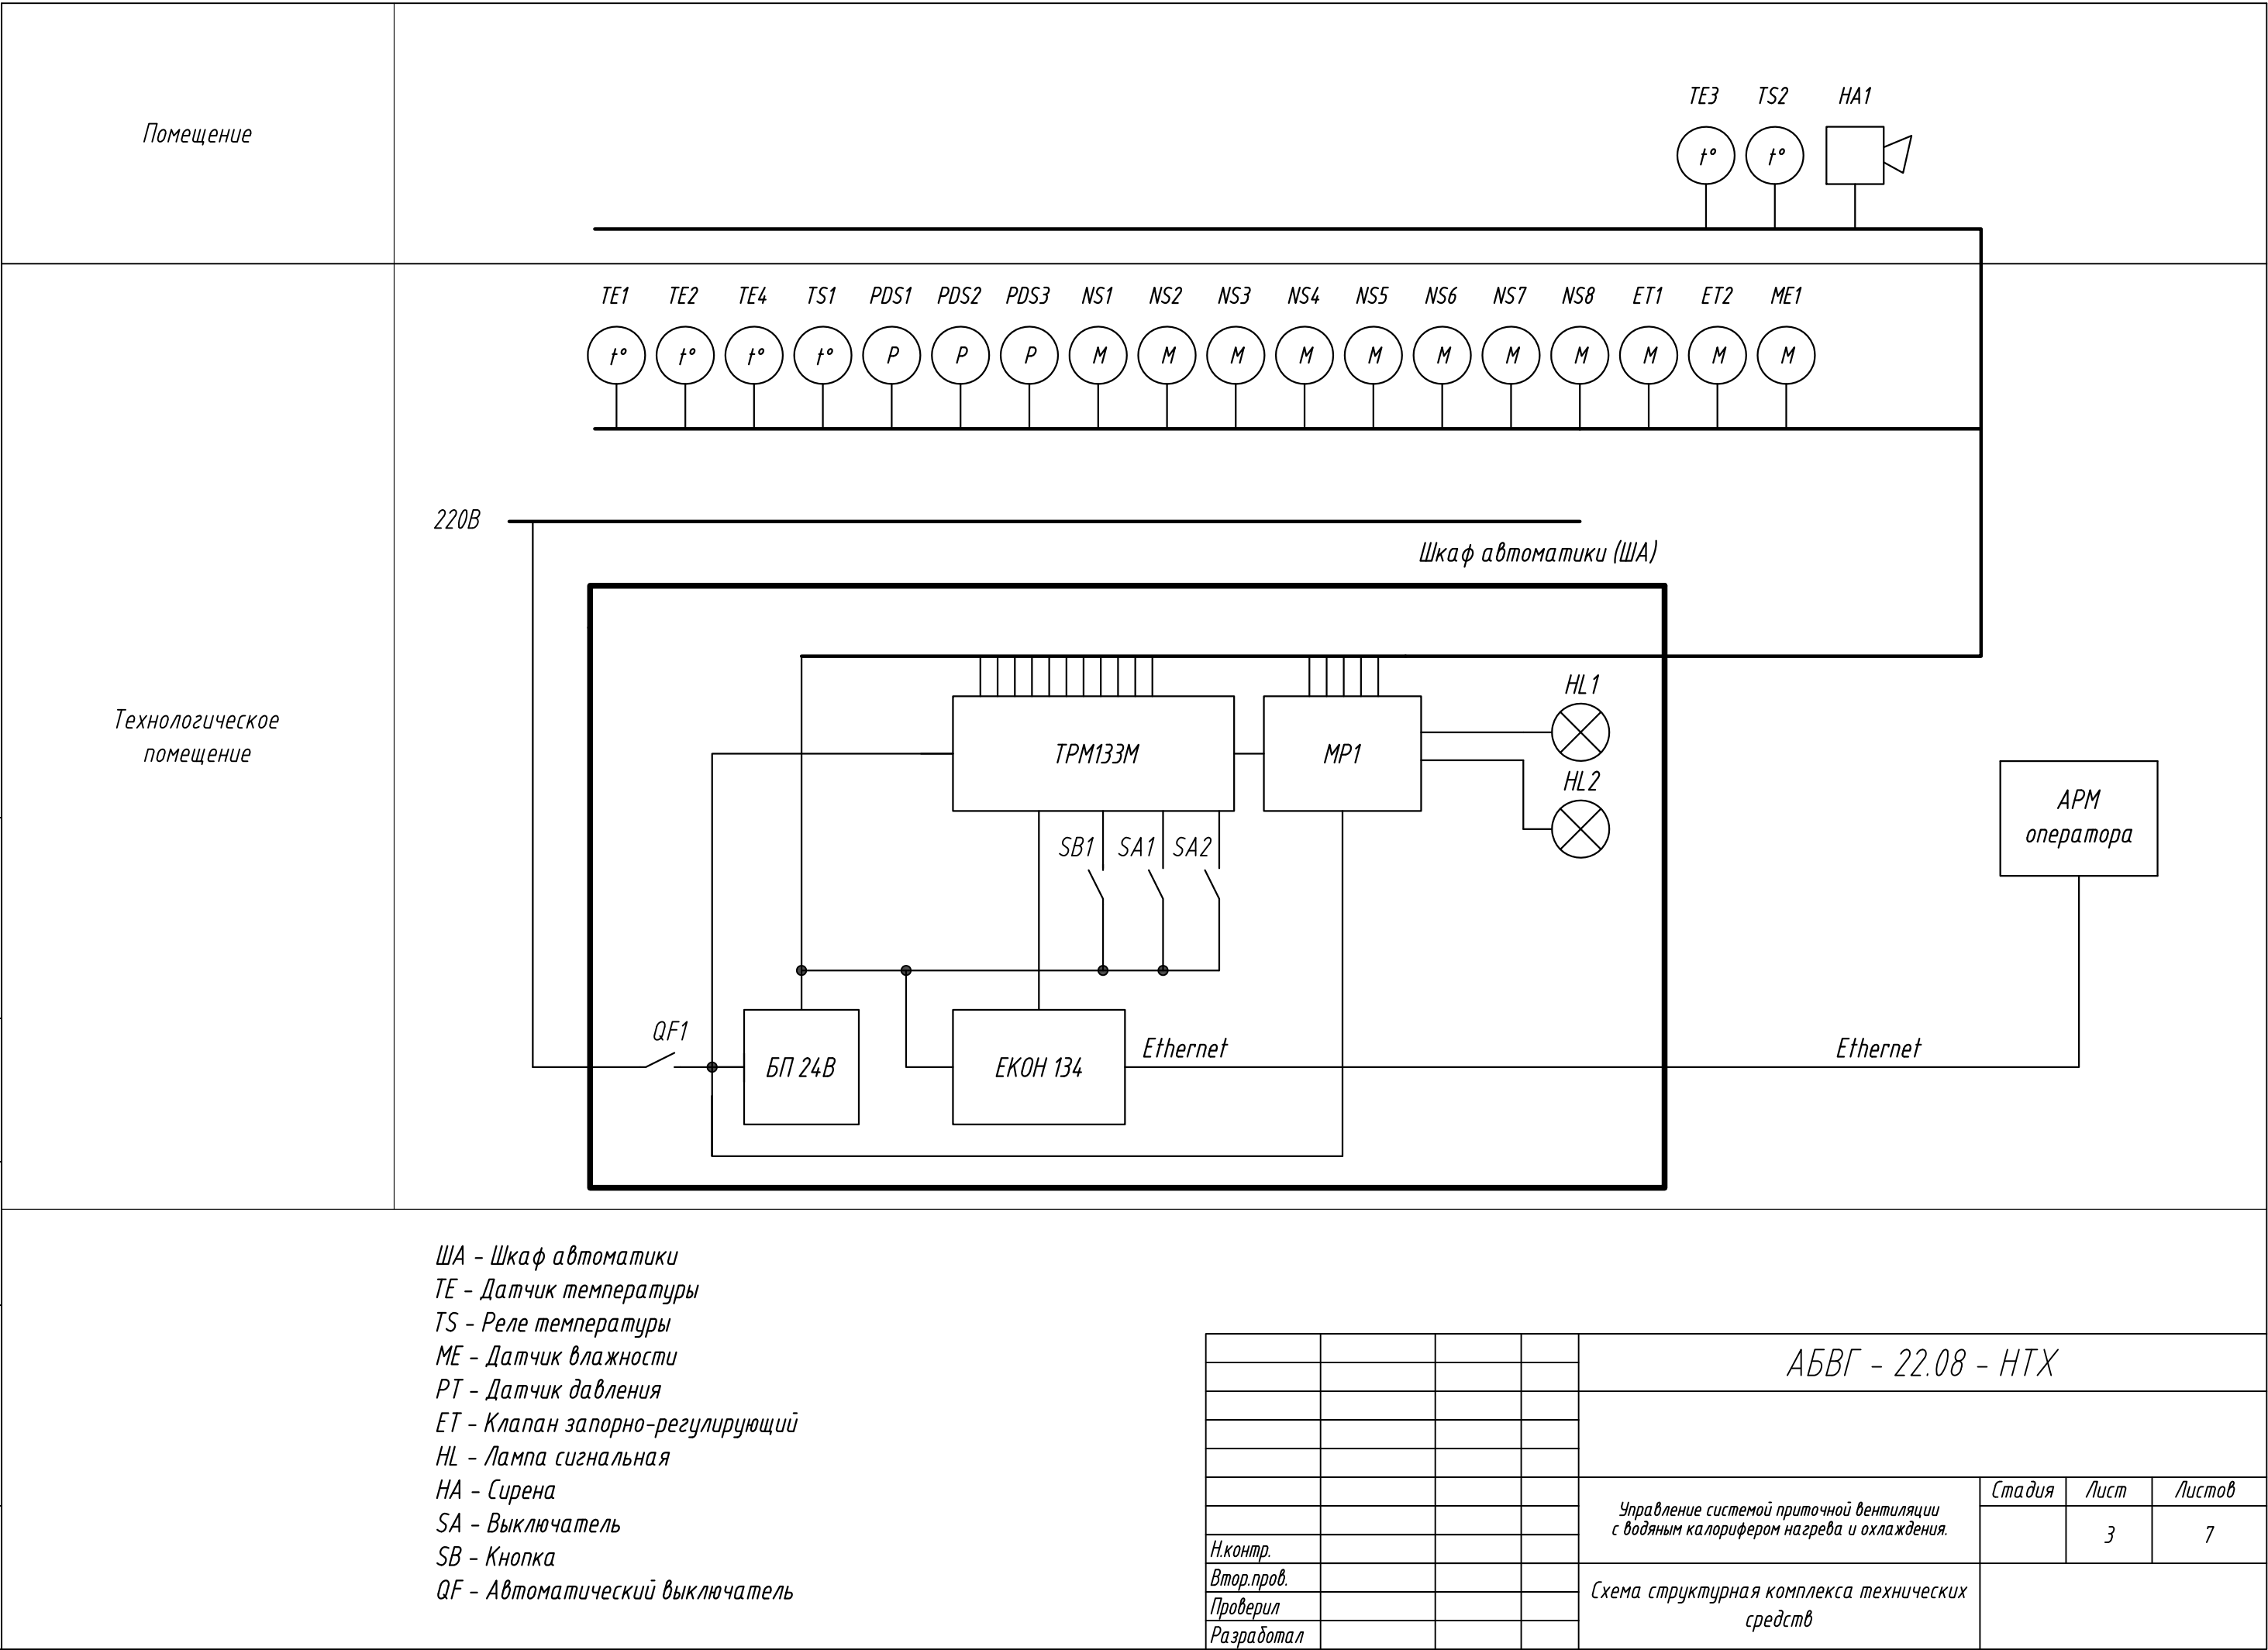 Помещение
TE3 TS2 HA1
t° t°
TE1 TE2 TE4 TS1 PDS1 PDS2 PDS3 NS1 NS2 NS3 NS4 NS5 NS6 NS7 NS8 ET1 ET2 ME1
t° t° t° t° P P P M M M M M M M M M M M
220В
Шкаф автоматики (ША)
Технологическое
помещение
HL1
ТРМ133М МР1
HL2
АРМ
оператора
SB1 SA1 SA2
QF1
БП 24В
ЕКОН 134
Ethernet
Ethernet
ША - Шкаф автоматики
TE - Датчик температуры
TS - Реле температуры
ME - Датчик влажности
PT - Датчик давления
ET - Клапан запорно-регулирующий
HL - Лампа сигнальная
HA - Сирена
SA - Выключатель
SB - Кнопка
QF - Автоматический выключатель
АБВГ - 22.08 - НТХ
Управление системой приточной вентиляции
с водяным калорифером нагрева и охлаждения.
Стадия Лист Листов
3 7
Н.контр.
Втор.пров.
Проверил
Разработал
Схема структурная комплекса технических
средств